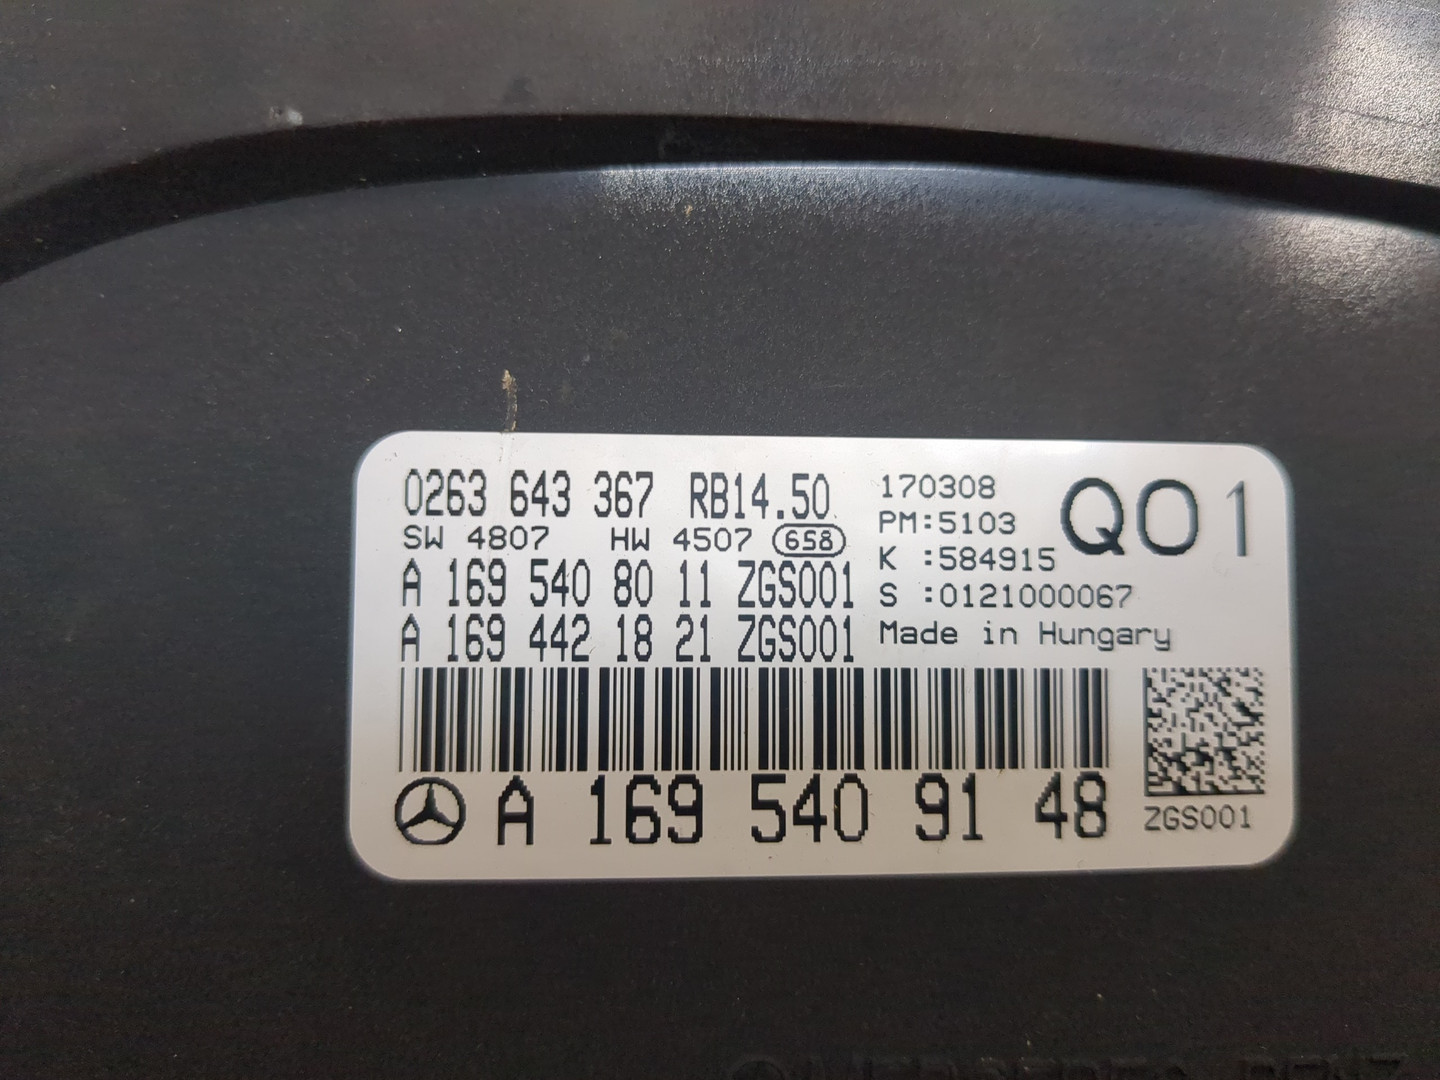 0263 643 367 RB14.50
SW 4807 HW 4507 658
A 169 540 80 11 ZGS001
A 169 442 18 21 ZGS001
170308
PM:5103
K :584915
S :0121000067
Made in Hungary
Q01
A 169 540 91 48
ZGS001